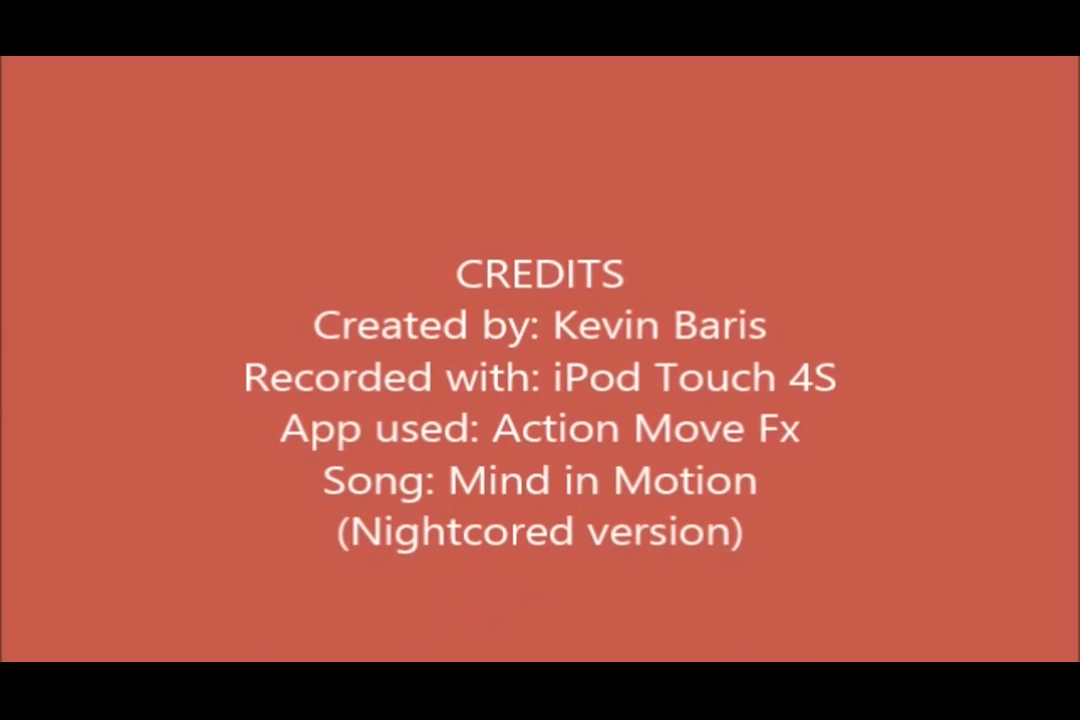 CREDITS
Created by: Kevin Baris
Recorded with: iPod Touch 4S
App used: Action Move Fx
Song: Mind in Motion
(Nightcored version)